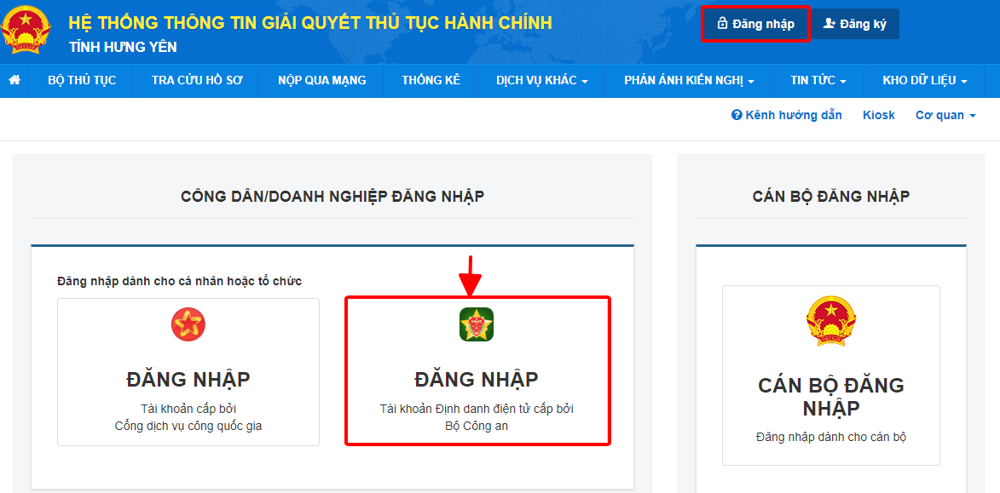 HỆ THỐNG THÔNG TIN GIẢI QUYẾT THỦ TỤC HÀNH CHÍNH
TỈNH HƯNG YÊN
Đăng nhập
Đăng ký
BỘ THỦ TỤC
TRA CỨU HỒ SƠ
NỘP QUA MẠNG
THỐNG KÊ
DỊCH VỤ KHÁC
PHẢN ÁNH KIẾN NGHỊ
TIN TỨC
KHO DỮ LIỆU
Kênh hướng dẫn
Kiosk
Cơ quan
CÔNG DÂN/DOANH NGHIỆP ĐĂNG NHẬP
Đăng nhập dành cho cá nhân hoặc tổ chức
ĐĂNG NHẬP
Tài khoản cấp bởi
Cổng dịch vụ công quốc gia
ĐĂNG NHẬP
Tài khoản Định danh điện tử cấp bởi
Bộ Công an
CÁN BỘ ĐĂNG NHẬP
CÁN BỘ ĐĂNG
NHẬP
Đăng nhập dành cho cán bộ